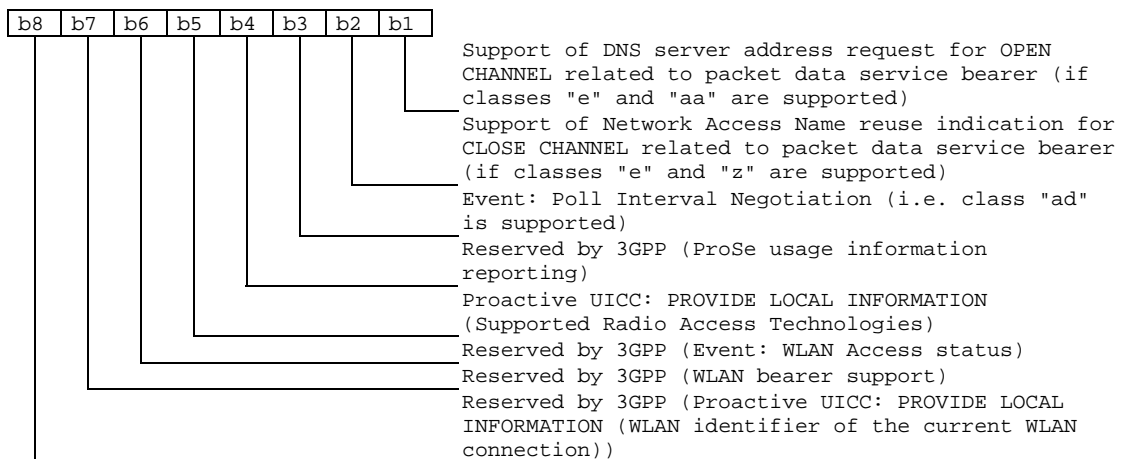 b8 b7 b6 b5 b4 b3 b2 b1
Support of DNS server address request for OPEN
CHANNEL related to packet data service bearer (if
classes "e" and "aa" are supported)
Support of Network Access Name reuse indication for
CLOSE CHANNEL related to packet data service bearer
(if classes "e" and "z" are supported)
Event: Poll Interval Negotiation (i.e. class "ad"
is supported)
Reserved by 3GPP (ProSe usage information
reporting)
Proactive UICC: PROVIDE LOCAL INFORMATION
(Supported Radio Access Technologies)
Reserved by 3GPP (Event: WLAN Access status)
Reserved by 3GPP (WLAN bearer support)
Reserved by 3GPP (Proactive UICC: PROVIDE LOCAL
INFORMATION (WLAN identifier of the current WLAN
connection))